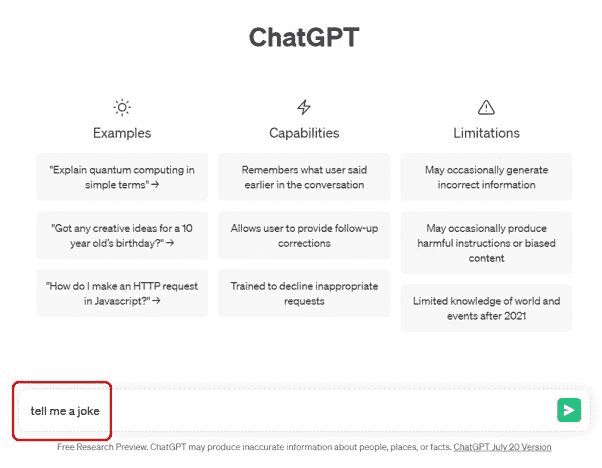 ChatGPT
Examples
"Explain quantum computing in
simple terms" →
"Got any creative ideas for a 10
year old's birthday?" →
"How do I make an HTTP request
in Javascript?" →
Capabilities
Remembers what user said
earlier in the conversation
Allows user to provide follow-up
corrections
Trained to decline inappropriate
requests
Limitations
May occasionally generate
incorrect information
May occasionally produce
harmful instructions or biased
content
Limited knowledge of world and
events after 2021
tell me a joke
Free Research Preview. ChatGPT may produce inaccurate information about people, places, or facts. ChatGPT July 20 Version